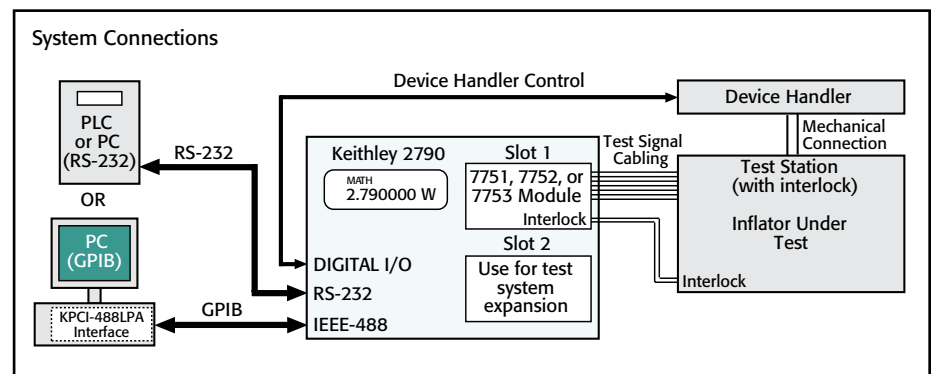 System Connections
Device Handler Control
PLC
or PC
(RS-232)
RS-232
OR
PC
(GPIB)
KPCI-488LPA
Interface
GPIB
Keithley 2790
MATH
2.790000 W
DIGITAL I/O
RS-232
IEEE-488
Slot 1
7751, 7752, or
7753 Module
Interlock
Slot 2
Use for test
system
expansion
Test Signal
Cabling
Device Handler
Mechanical
Connection
Test Station
(with interlock)
Inflator Under
Test
Interlock